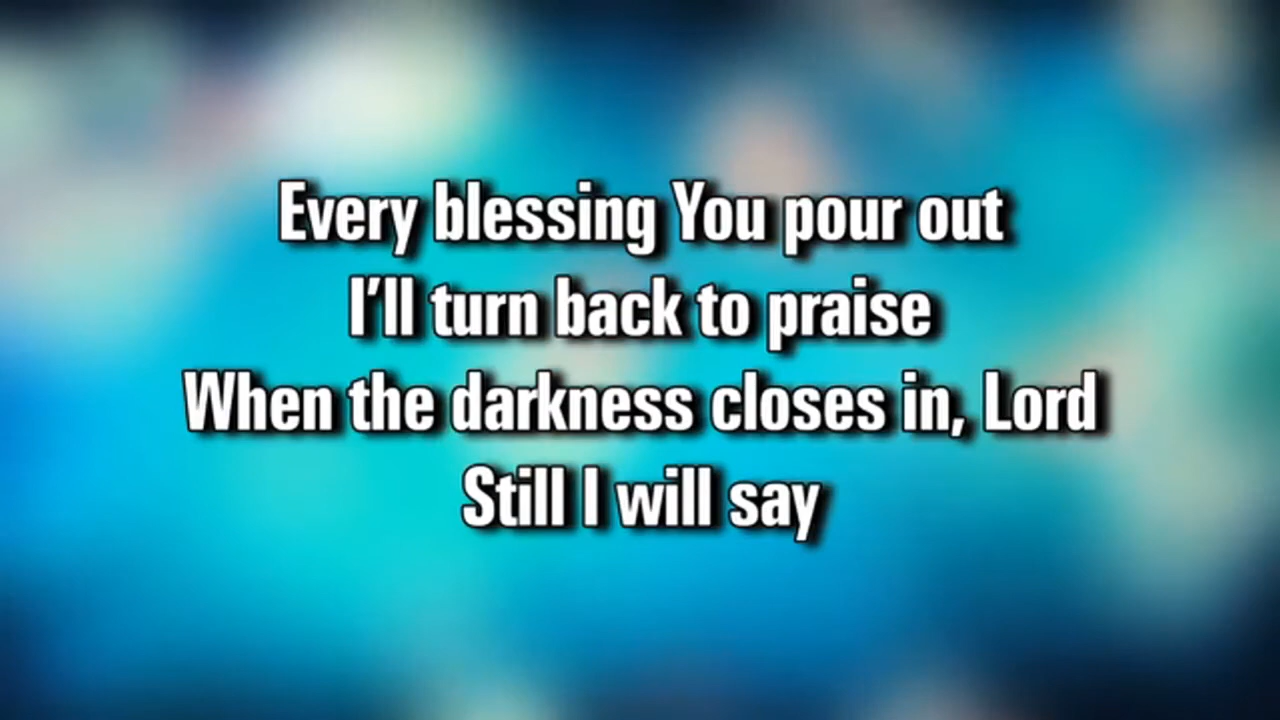 Every blessing You pour out
I'll turn back to praise
When the darkness closes in, Lord
Still I will say